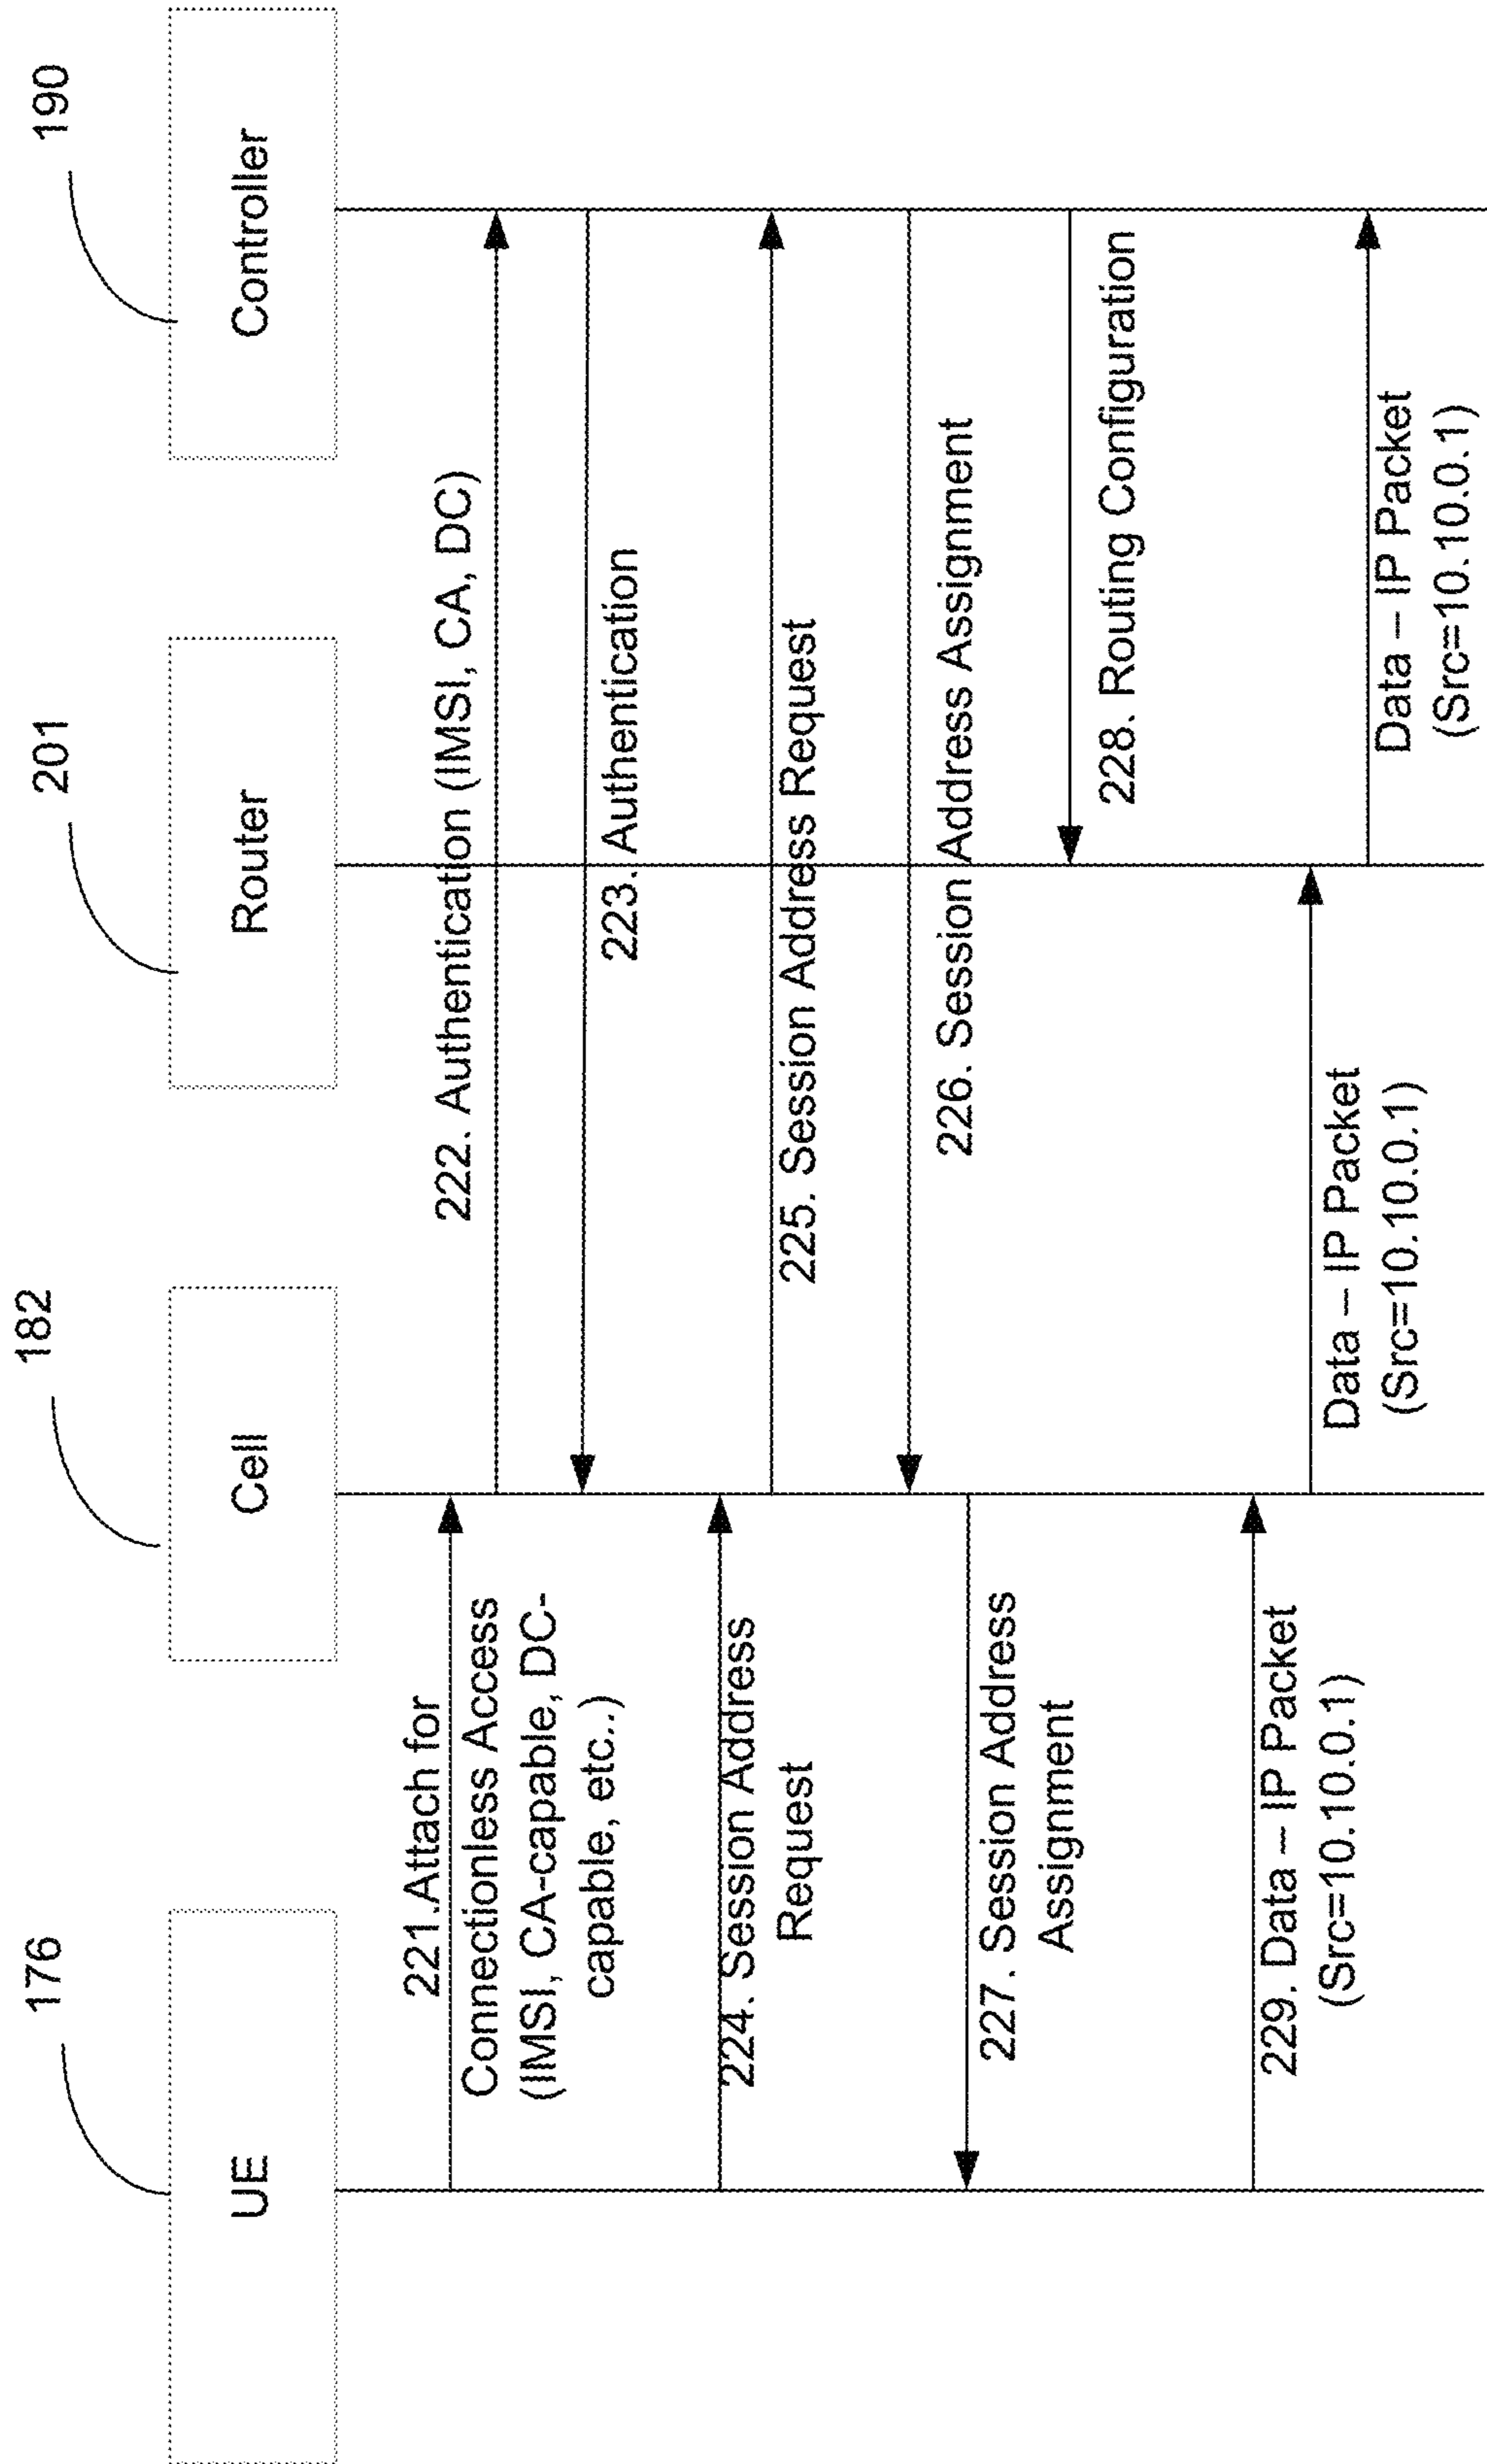 176
182
201
190
UE
Cell
Router
Controller
221.Attach for
Connectionless Access
(IMSI, CA-capable, DC-
capable, etc..)
222. Authentication (IMSI, CA, DC)
223. Authentication
224. Session Address
Request
225. Session Address Request
226. Session Address Assignment
227. Session Address
Assignment
228. Routing Configuration
229. Data – IP Packet
(Src=10.10.0.1)
Data – IP Packet
(Src=10.10.0.1)
Data – IP Packet
(Src=10.10.0.1)